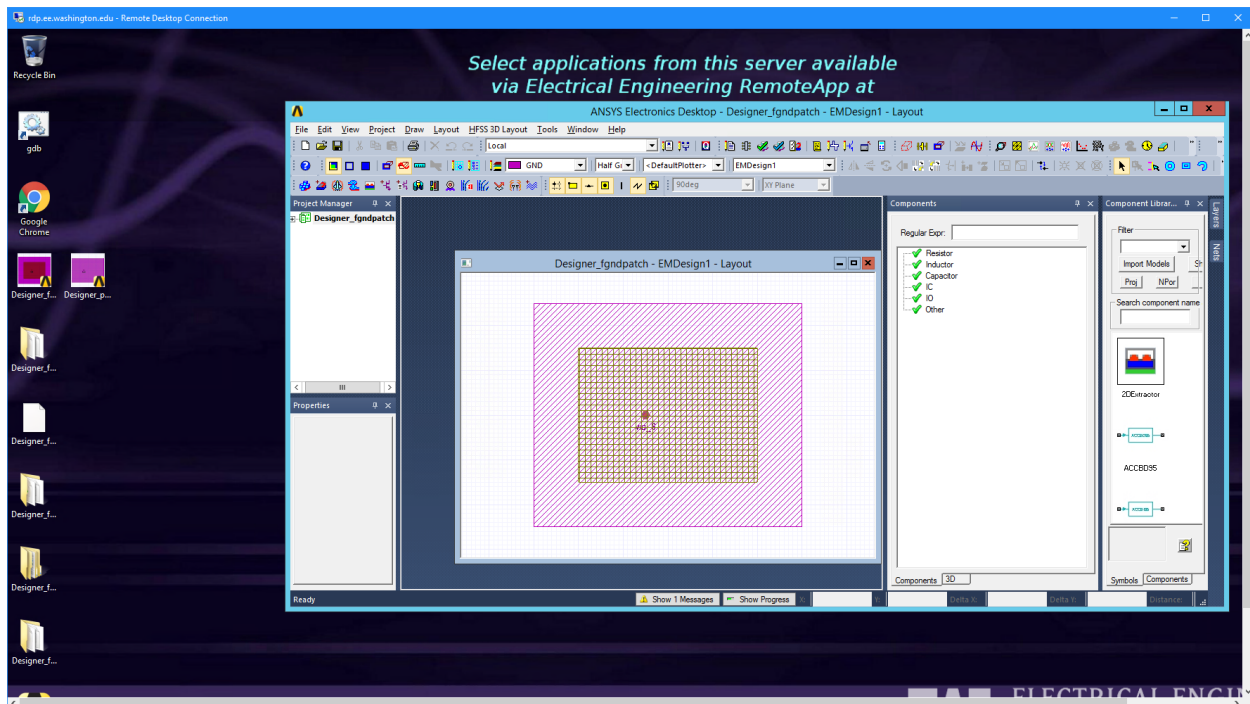 rdp.ee.washington.edu - Remote Desktop Connection
Recycle Bin
gdb
Google
Chrome
Designer_f... Designer_p...
Designer_f...
Designer_f...
Designer_f...
Designer_f...
Designer_f...
Select applications from this server available
via Electrical Engineering RemoteApp at
ANSYS Electronics Desktop - Designer_fgndpatch - EMDesign1 - Layout
File Edit View Project Draw Layout HFSS 3D Layout Tools Window Help
Local
GND Half Gr <DefaultPlotter> EMDesign1
90deg XY Plane
Project Manager
Designer_fgndpatch
Properties
Designer_fgndpatch - EMDesign1 - Layout
Components
Regular Expr:
Resistor
Inductor
Capacitor
IC
IO
Other
Components 3D
Component Librar...
Filter
Import Models Sh
Proj NPor
Search component name
2DExtractor
ACCBD95
Symbols Components
Layers
Nets
Ready Show 1 Messages Show Progress X: Y: Delta X: Delta Y: Distance:
ELECTRICAL ENGIN